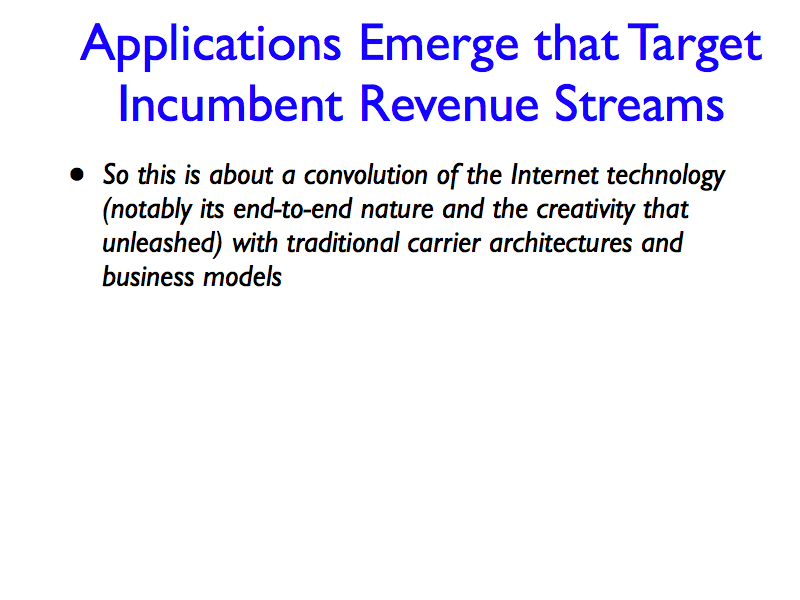 Applications Emerge that Target
Incumbent Revenue Streams
• So this is about a convolution of the Internet technology
(notably its end-to-end nature and the creativity that
unleashed) with traditional carrier architectures and
business models